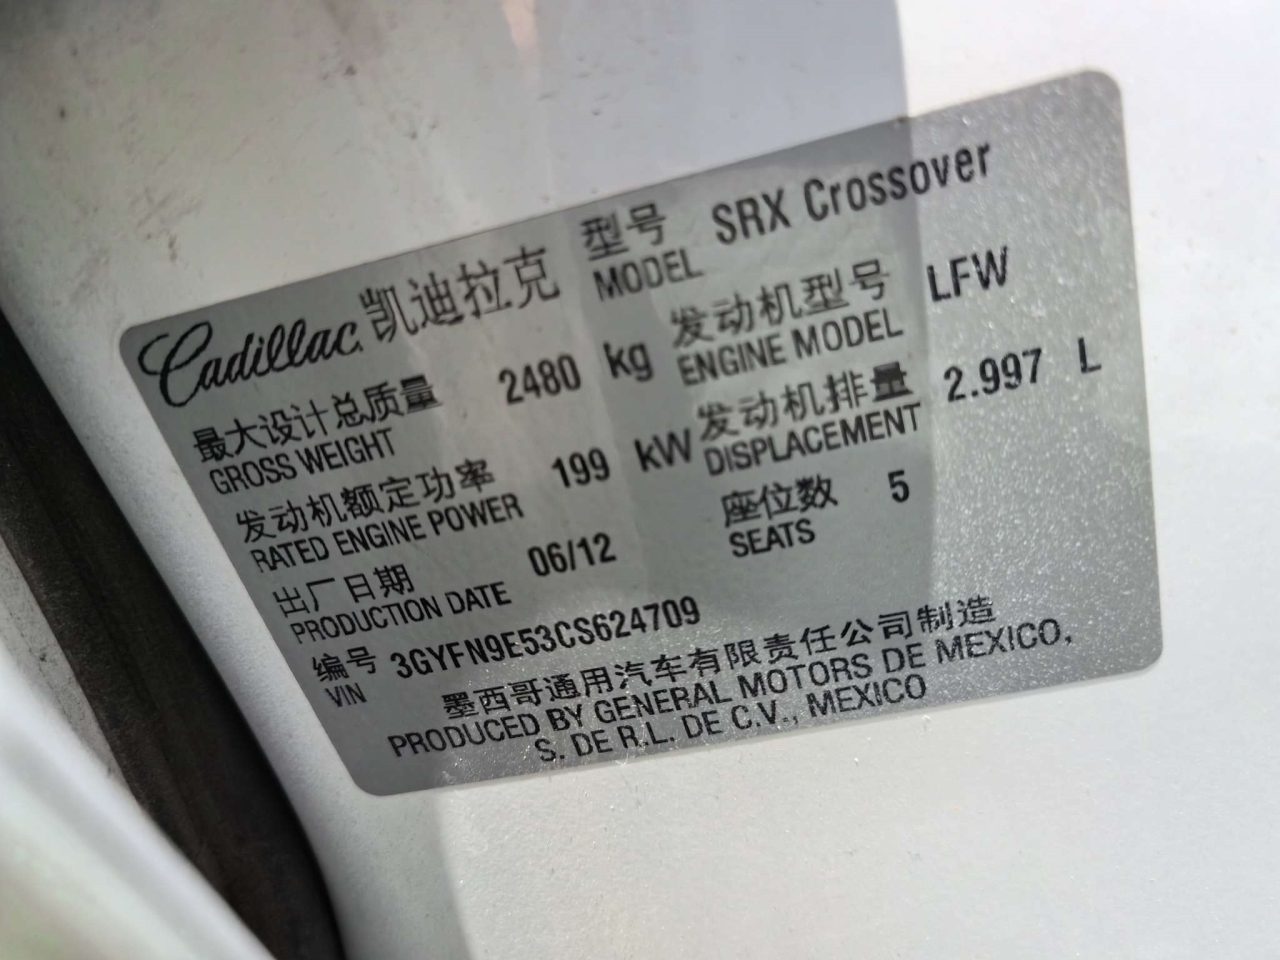 Cadillac 凯迪拉克 型号 SRX Crossover
MODEL
最大设计总质量 2480 kg 发动机型号 LFW
GROSS WEIGHT ENGINE MODEL
发动机额定功率 199 kW 发动机排量 2.997 L
RATED ENGINE POWER DISPLACEMENT
出厂日期 06/12 座位数 5
PRODUCTION DATE SEATS
编号 3GYFN9E53CS624709
VIN
墨西哥通用汽车有限责任公司制造
PRODUCED BY GENERAL MOTORS DE MEXICO,
S. DE R.L. DE C.V., MEXICO